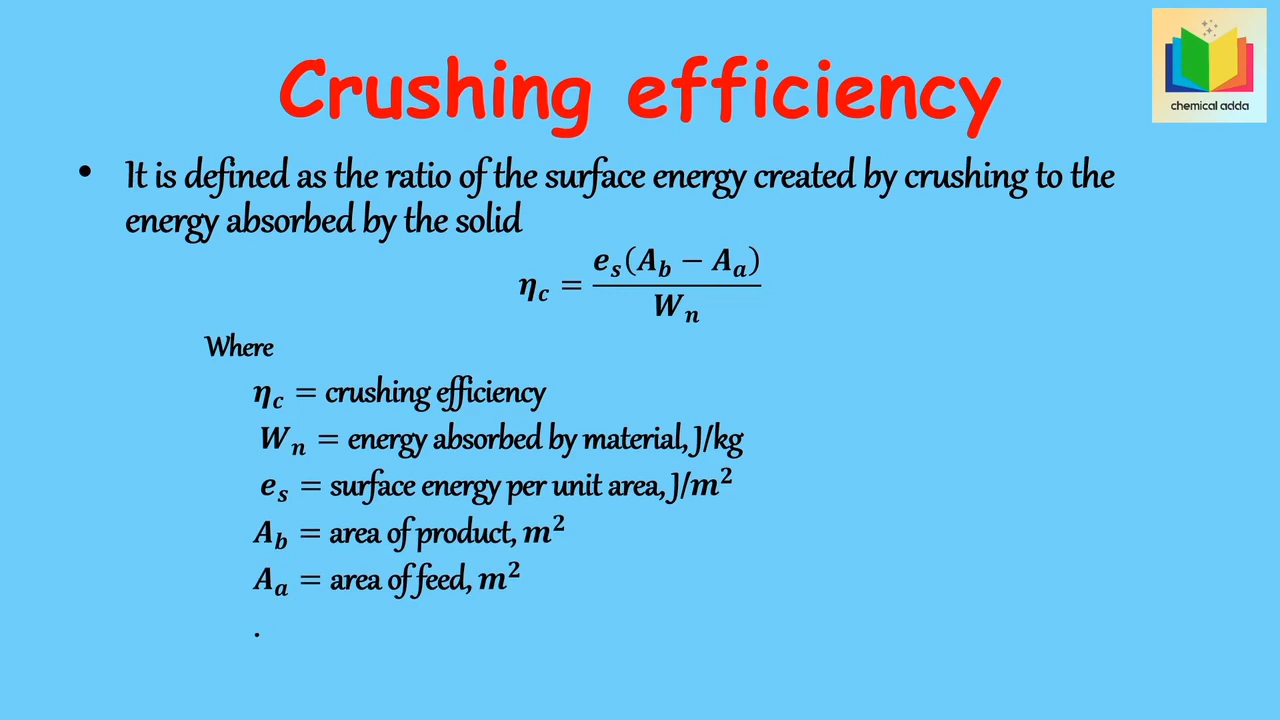 chemical adda
Crushing efficiency
• It is defined as the ratio of the surface energy created by crushing to the
energy absorbed by the solid
η_c = e_s(A_b − A_a) / W_n
Where
η_c = crushing efficiency
W_n = energy absorbed by material, J/kg
e_s = surface energy per unit area, J/m²
A_b = area of product, m²
A_a = area of feed, m²
.